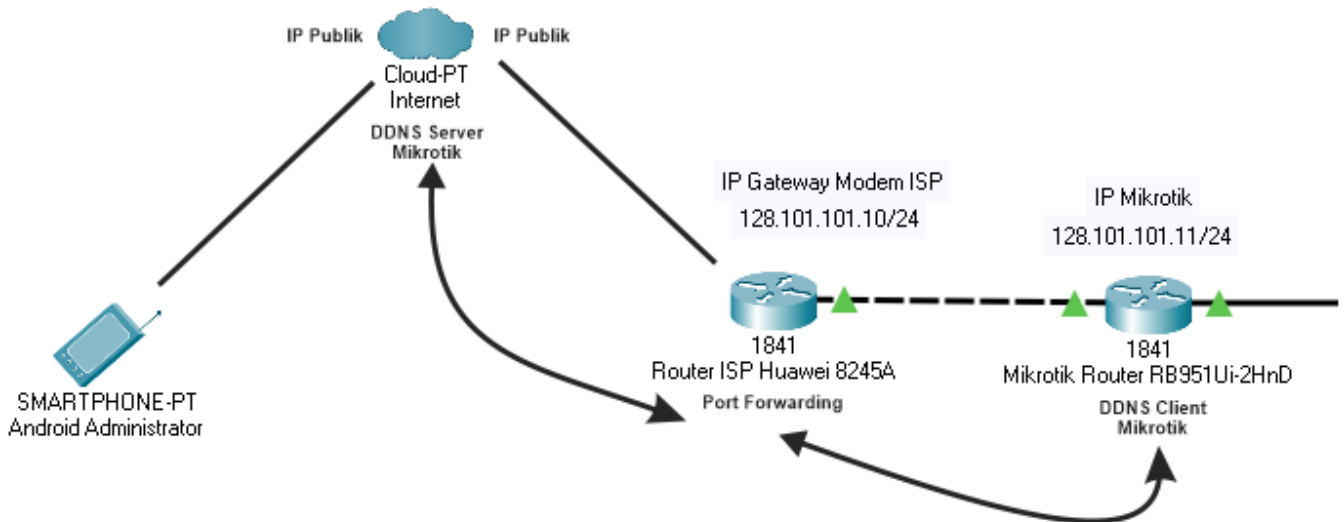 IP Publik
IP Publik
Cloud-PT
Internet
DDNS Server
Mikrotik
IP Gateway Modem ISP
128.101.101.10/24
IP Mikrotik
128.101.101.11/24
1841
Router ISP Huawei 8245A
Port Forwarding
1841
Mikrotik Router RB951Ui-2HnD
DDNS Client
Mikrotik
SMARTPHONE-PT
Android Administrator